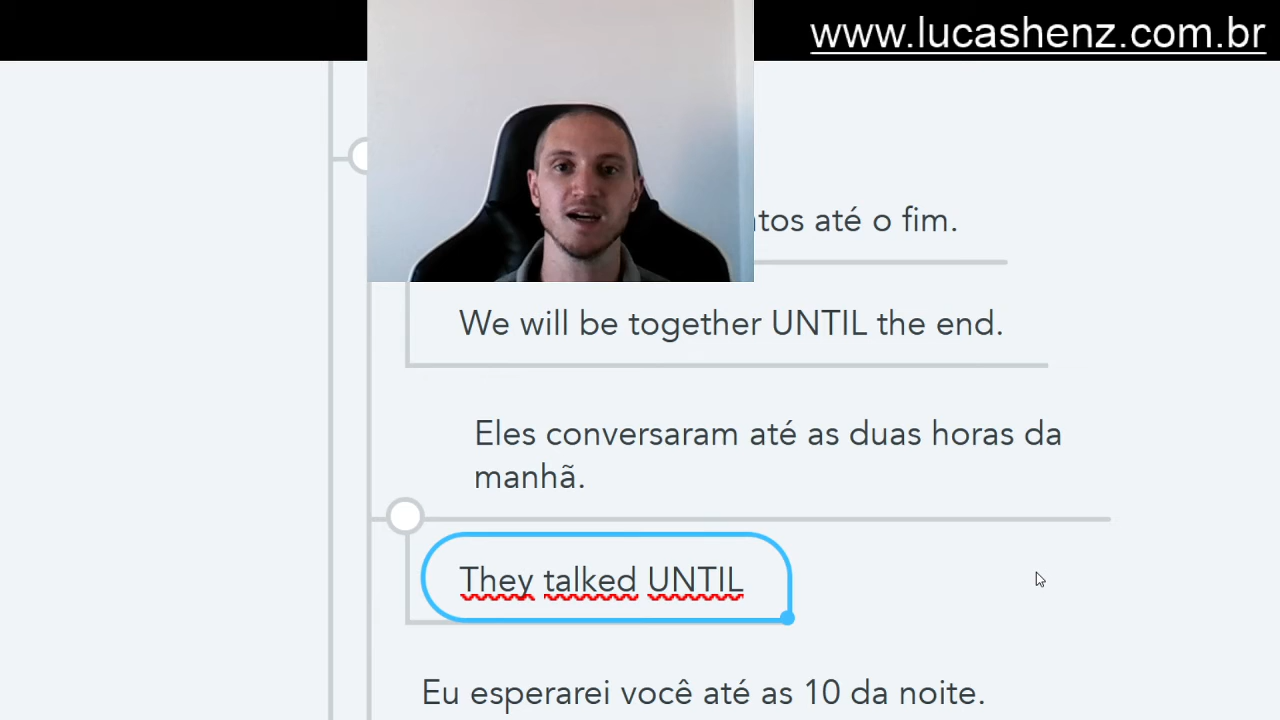 www.lucashenz.com.br
até o fim.
We will be together UNTIL the end.
Eles conversaram até as duas horas da
manhã.
They talked UNTIL
Eu esperarei você até as 10 da noite.